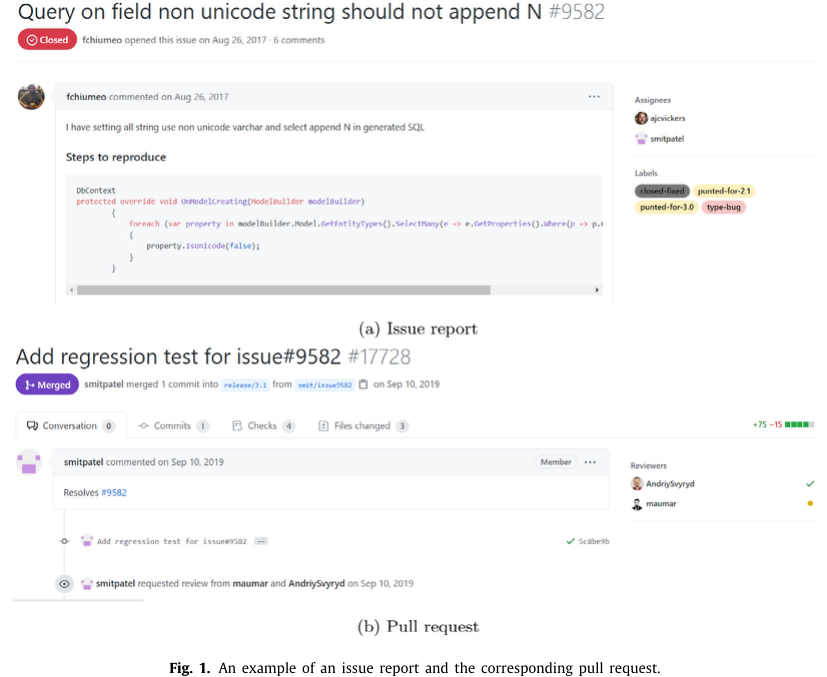 Query on field non unicode string should not append N #9582
Closed fchiumeo opened this issue on Aug 26, 2017 · 6 comments
fchiumeo commented on Aug 26, 2017 ···
I have setting all string use non unicode varchar and select append N in generated SQL
Steps to reproduce
DbContext
protected override void OnModelCreating(ModelBuilder modelBuilder)
{
foreach (var property in modelBuilder.Model.GetEntityTypes().SelectMany(e => e.GetProperties().Where(p => p.
{
property.IsUnicode(false);
}
}
Assignees
ajcvickers
smitpatel
Labels
closed-fixed punted-for-2.1
punted-for-3.0 type-bug
(a) Issue report
Add regression test for issue#9582 #17728
Merged smitpatel merged 1 commit into release/3.1 from smit/issue9582 on Sep 10, 2019
Conversation 0 Commits 1 Checks 4 Files changed 3 +75 −15
smitpatel commented on Sep 10, 2019 Member ···
Resolves #9582
Add regression test for issue#9582 ··· 5c8be9b
smitpatel requested review from maumar and AndriySvyryd on Sep 10, 2019
Reviewers
AndriySvyryd
maumar
(b) Pull request
Fig. 1. An example of an issue report and the corresponding pull request.